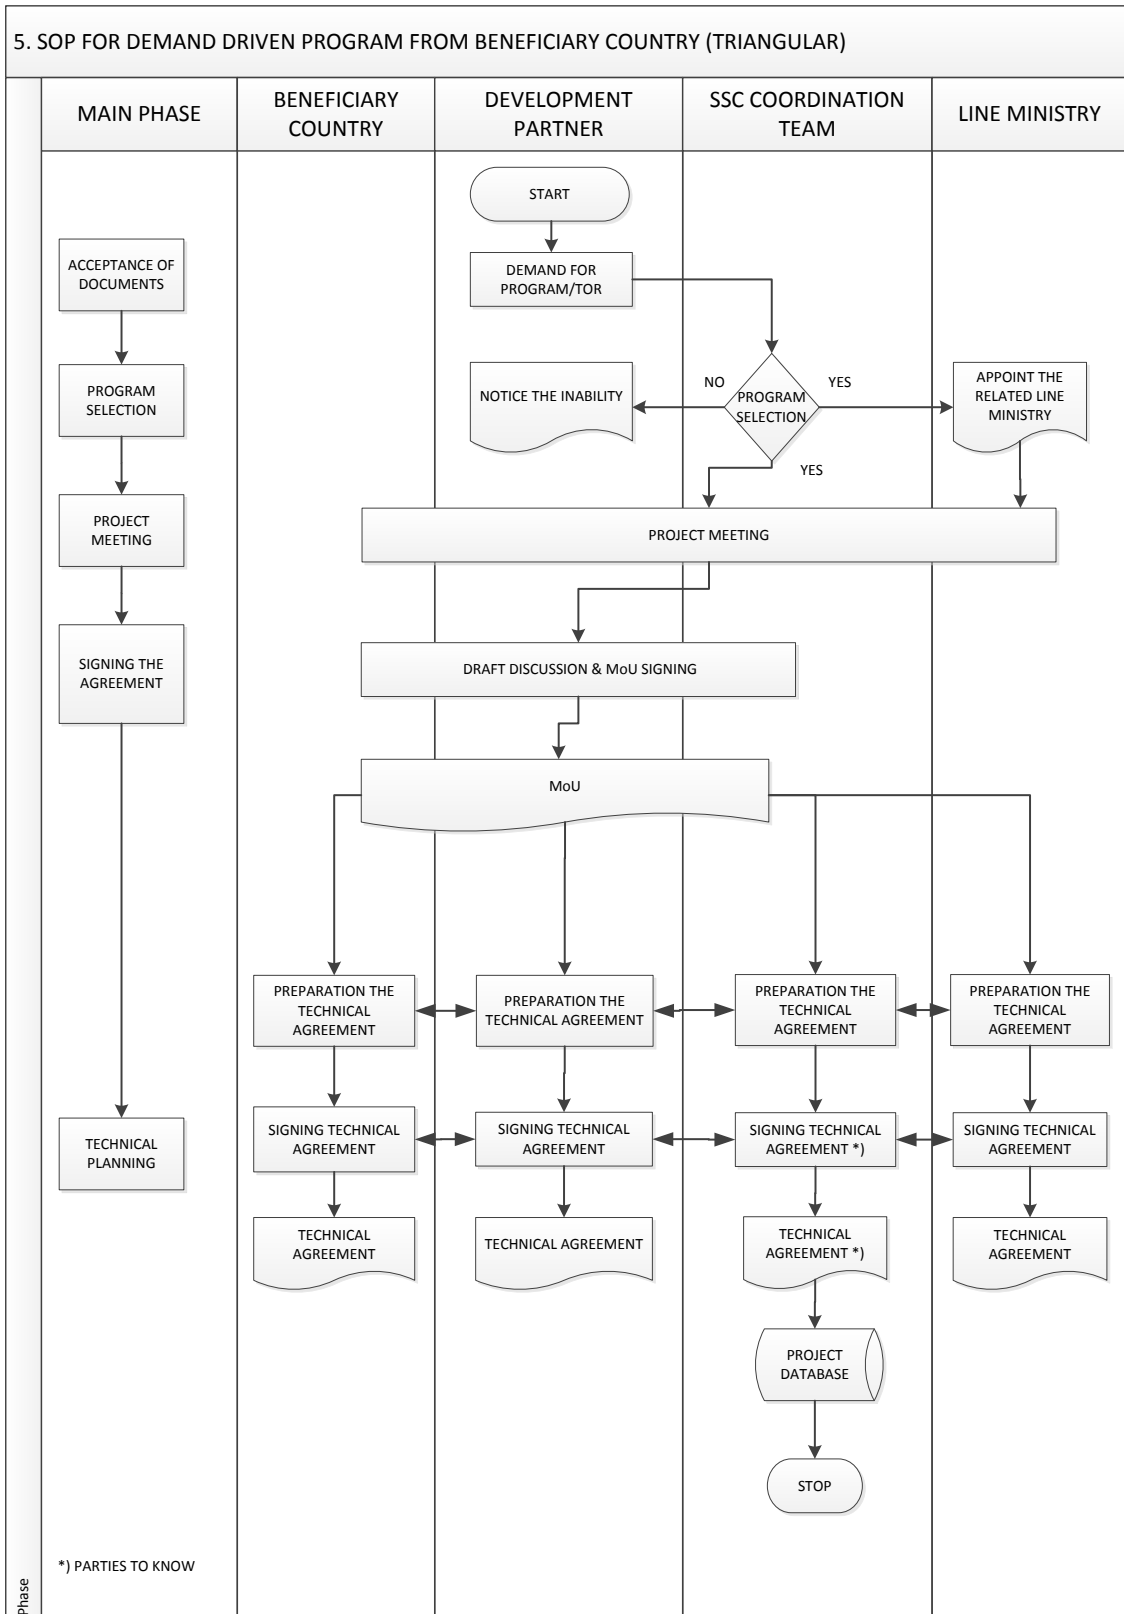 5. SOP FOR DEMAND DRIVEN PROGRAM FROM BENEFICIARY COUNTRY (TRIANGULAR)
MAIN PHASE
BENEFICIARY
COUNTRY
DEVELOPMENT
PARTNER
SSC COORDINATION
TEAM
LINE MINISTRY
START
ACCEPTANCE OF
DOCUMENTS
DEMAND FOR
PROGRAM/TOR
PROGRAM
SELECTION
NOTICE THE INABILITY
NO
PROGRAM
SELECTION
YES
YES
APPOINT THE
RELATED LINE
MINISTRY
PROJECT
MEETING
PROJECT MEETING
SIGNING THE
AGREEMENT
DRAFT DISCUSSION & MoU SIGNING
MoU
PREPARATION THE
TECHNICAL
AGREEMENT
PREPARATION THE
TECHNICAL AGREEMENT
PREPARATION THE
TECHNICAL
AGREEMENT
PREPARATION THE
TECHNICAL
AGREEMENT
TECHNICAL
PLANNING
SIGNING TECHNICAL
AGREEMENT
SIGNING TECHNICAL
AGREEMENT
SIGNING TECHNICAL
AGREEMENT *)
SIGNING TECHNICAL
AGREEMENT
TECHNICAL
AGREEMENT
TECHNICAL AGREEMENT
TECHNICAL
AGREEMENT *)
TECHNICAL
AGREEMENT
PROJECT
DATABASE
STOP
*) PARTIES TO KNOW
Phase